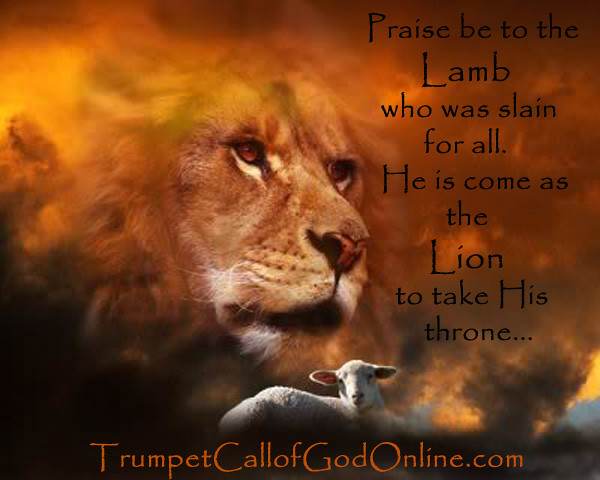 Praise be to the
Lamb
who was slain
for all.
He is come as
the
Lion
to take His
throne...
TrumpetCallofGodOnline.com